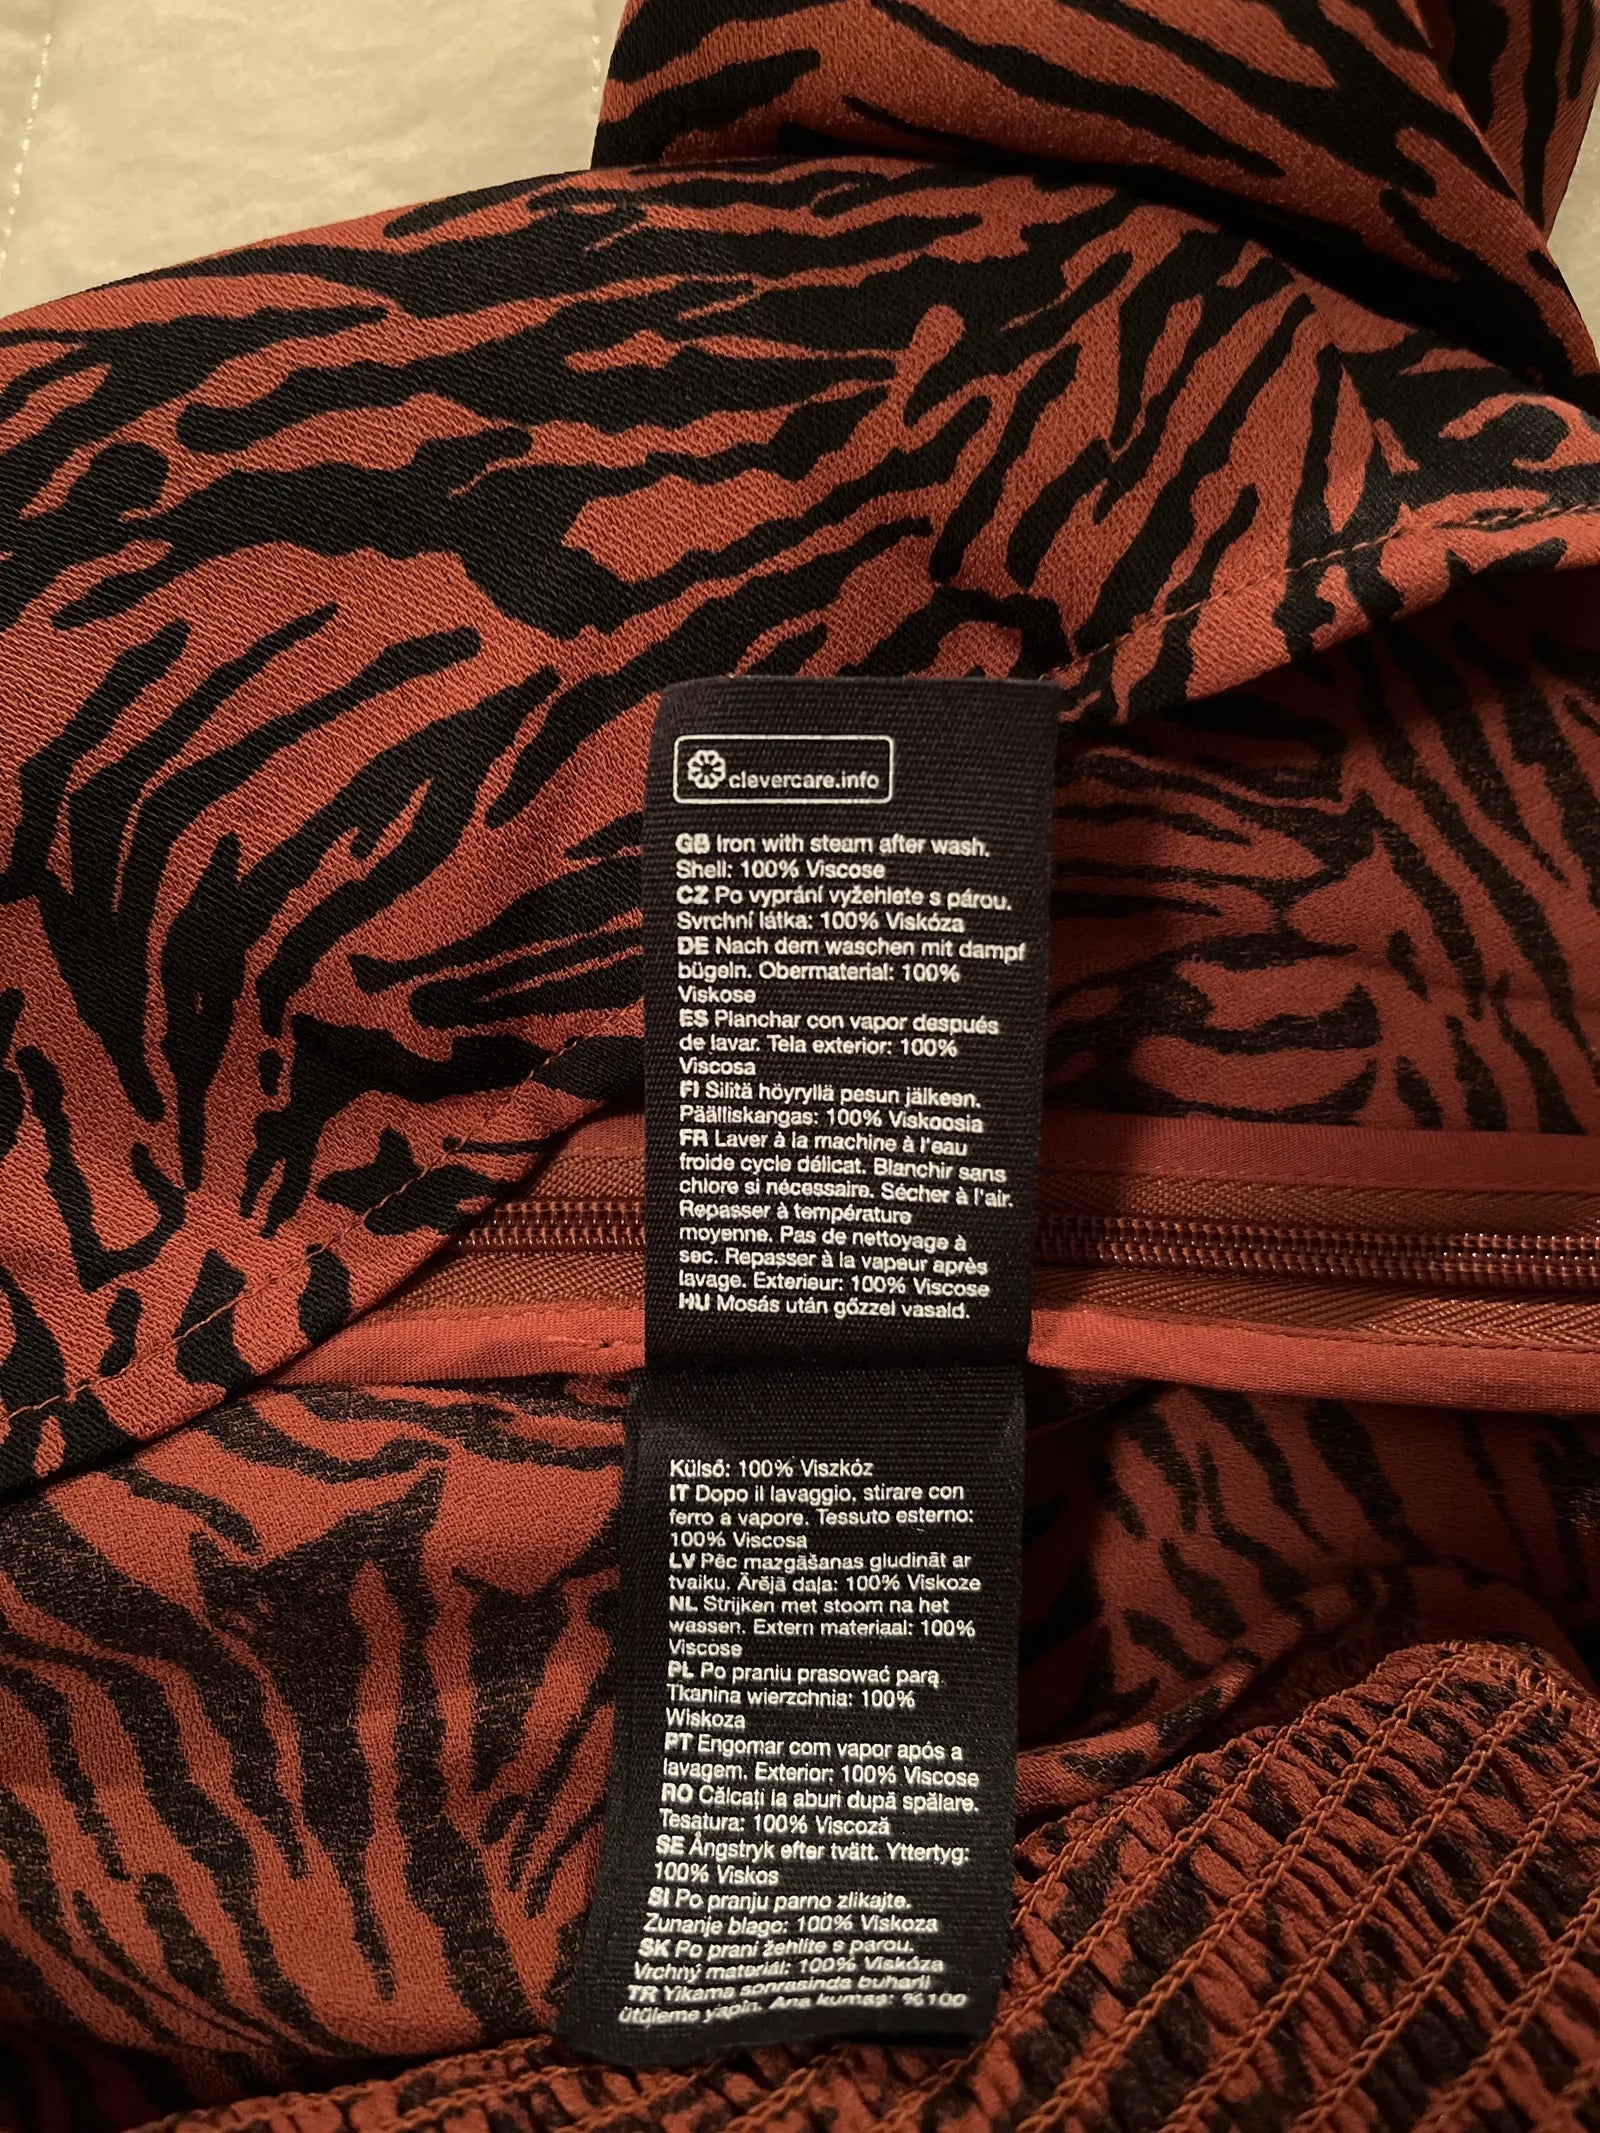 clevercare.info
GB Iron with steam after wash.
Shell: 100% Viscose
CZ Po vyprání vyžehlete s párou.
Svrchní látka: 100% Viskóza
DE Nach dem waschen mit dampf
bügeln. Obermaterial: 100%
Viskose
ES Planchar con vapor después
de lavar. Tela exterior: 100%
Viscosa
FI Silitä höyryllä pesun jälkeen.
Päälliskangas: 100% Viskoosia
FR Laver à la machine à l'eau
froide cycle délicat. Blanchir sans
chlore si nécessaire. Sécher à l'air.
Repasser à température
moyenne. Pas de nettoyage à
sec. Repasser à la vapeur après
lavage. Exterieur: 100% Viscose
HU Mosás után gőzzel vasald.
Külső: 100% Viszkóz
IT Dopo il lavaggio, stirare con
ferro a vapore. Tessuto esterno:
100% Viscosa
LV Pēc mazgāšanas gludināt ar
tvaiku. Ārējā daļa: 100% Viskoze
NL Strijken met stoom na het
wassen. Extern materiaal: 100%
Viscose
PL Po praniu prasować parą.
Tkanina wierzchnia: 100%
Wiskoza
PT Engomar com vapor após a
lavagem. Exterior: 100% Viscose
RO Călcați la aburi după spălare.
Tesatura: 100% Viscoză
SE Ångstryk efter tvätt. Yttertyg:
100% Viskos
SI Po pranju parno zlikajte.
Zunanje blago: 100% Viskoza
SK Po praní žehlite s parou.
Vrchný materiál: 100% Viskóza
TR Yikama sonrasinda buharli
ütüleme yapin. Ana kumas: %100